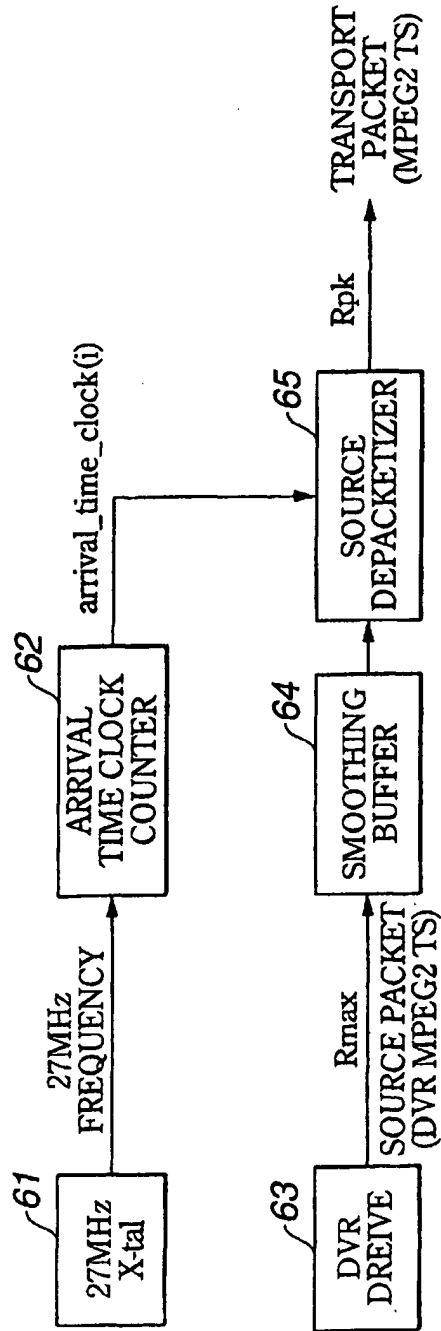 61
27MHz
X-tal
27MHz
FREQUENCY
62
ARRIVAL
TIME CLOCK
COUNTER
arrival_time_clock(i)
63
DVR
DREIVE
Rmax
SOURCE PACKET
(DVR MPEG2 TS)
64
SMOOTHING
BUFFER
65
SOURCE
DEPACKETIZER
Rpk
TRANSPORT
PACKET
(MPEG2 TS)